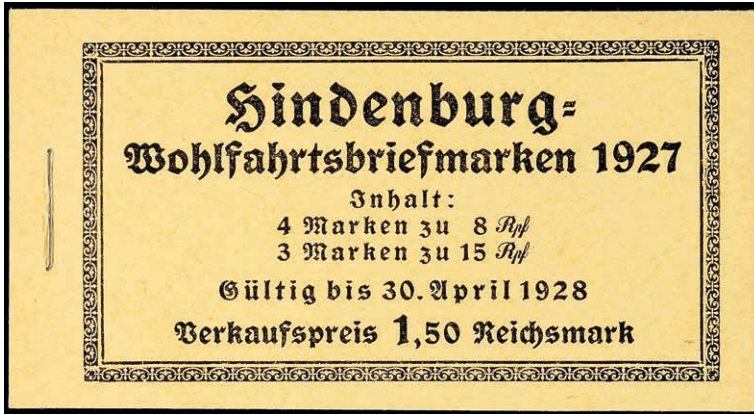 Hindenburg=
Wohlfahrtsbriefmarken 1927
Inhalt:
4 Marken zu 8 Rpf
3 Marken zu 15 Rpf
Gültig bis 30. April 1928
Verkaufspreis 1,50 Reichsmark